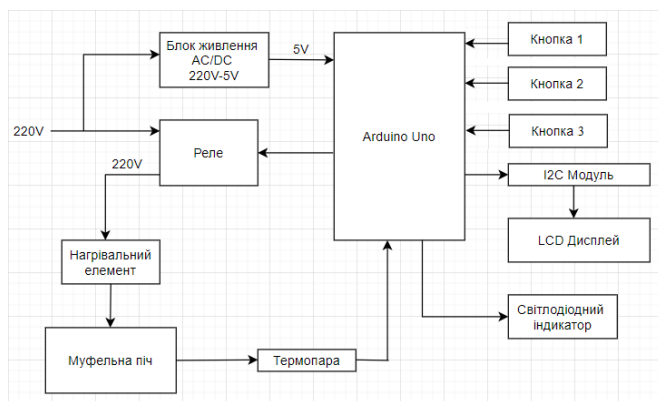 Блок живлення
AC/DC
220V-5V
5V
Arduino Uno
Кнопка 1
Кнопка 2
Кнопка 3
220V
Реле
220V
I2C Модуль
LCD Дисплей
Нагрівальний
елемент
Світлодіодний
індикатор
Муфельна піч
Термопара